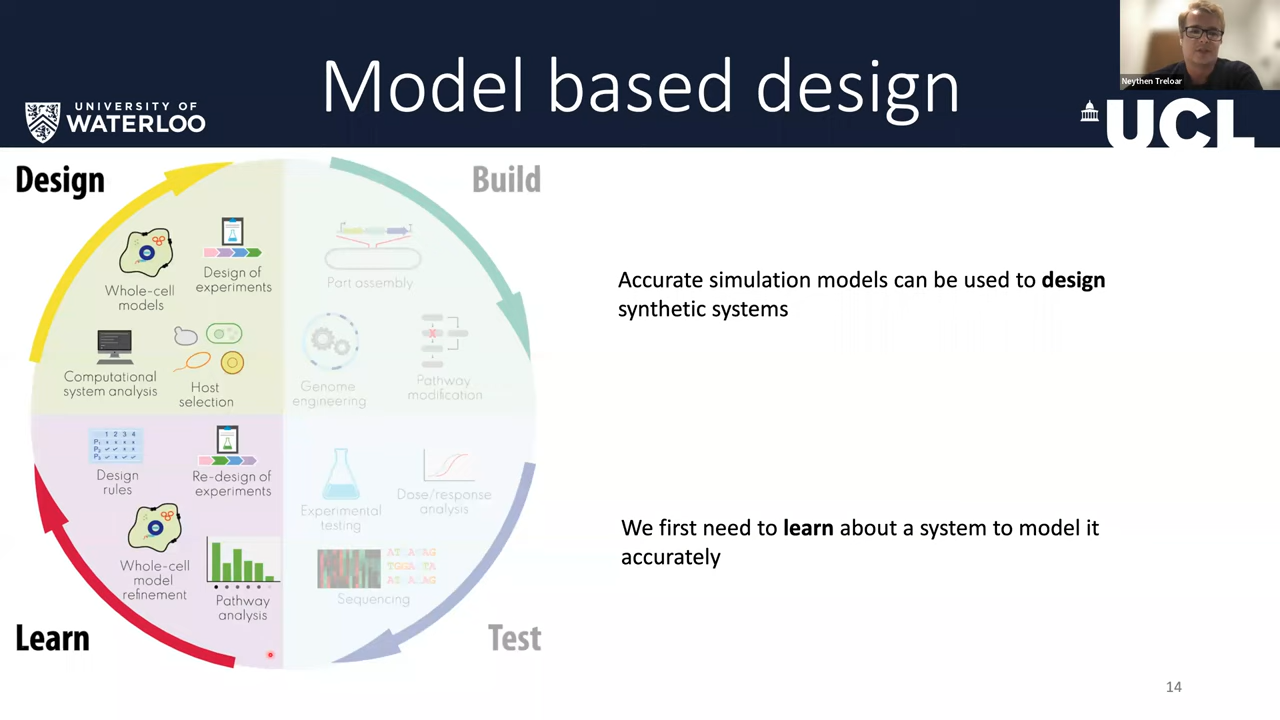 Model based design
UNIVERSITY OF
WATERLOO
Neythen Treloar
UCL
Design
Build
Whole-cell
models
Design of
experiments
Computational
system analysis
Host
selection
Part assembly
Genome
engineering
Pathway
modification
Design
rules
Re-design of
experiments
Whole-cell
model
refinement
Pathway
analysis
Experimental
testing
Dose/response
analysis
Sequencing
Learn
Test
Accurate simulation models can be used to design
synthetic systems
We first need to learn about a system to model it
accurately
14